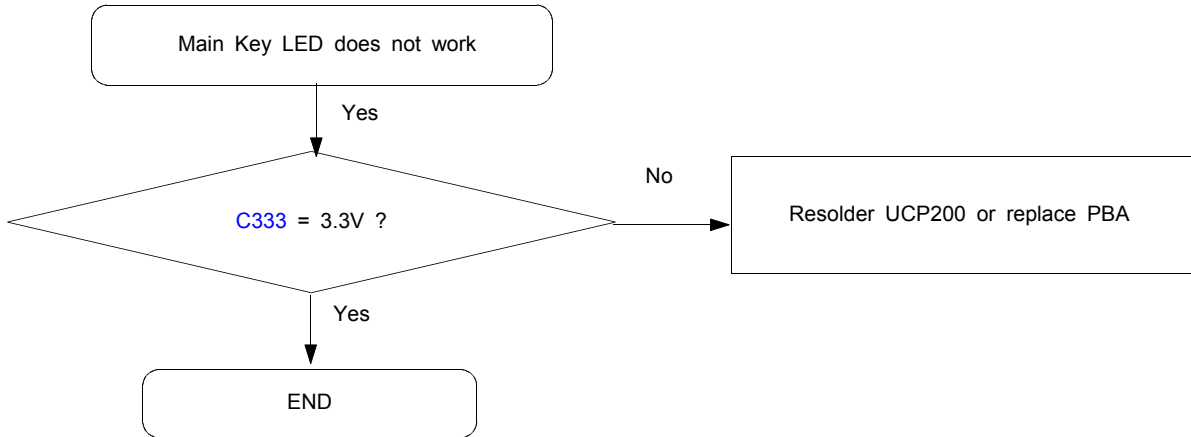 Main Key LED does not work
Yes
C333 = 3.3V ?
No
Resolder UCP200 or replace PBA
Yes
END